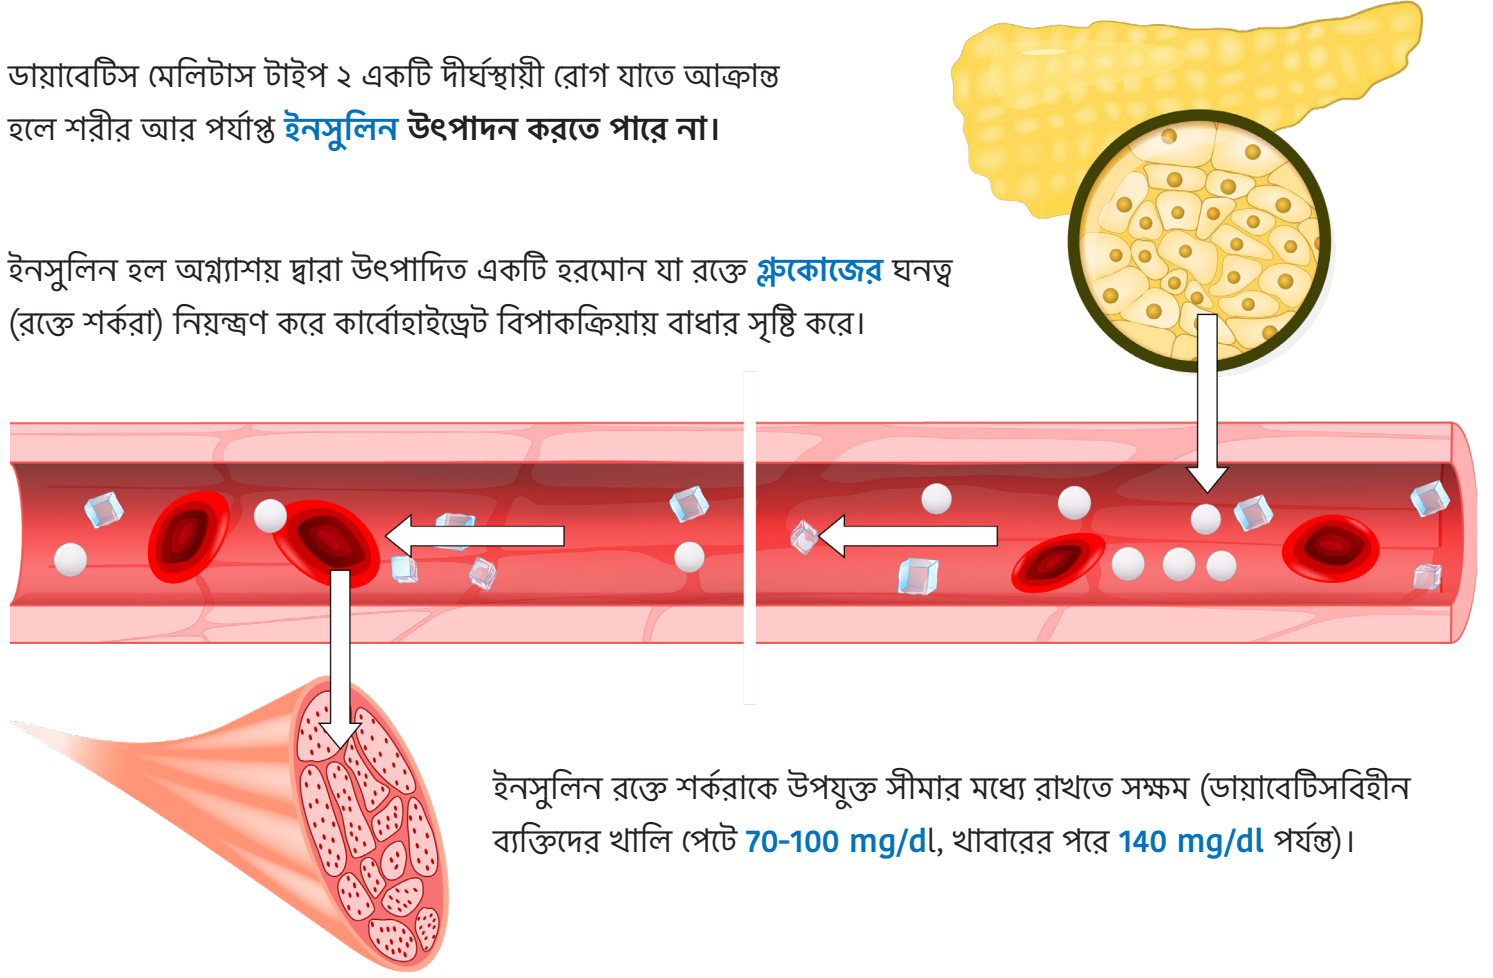 ডায়াবেটিস মেলিটাস টাইপ ২ একটি দীর্ঘস্থায়ী রোগ যাতে আক্রান্ত
হলে শরীর আর পর্যাপ্ত ইনসুলিন উৎপাদন করতে পারে না।
ইনসুলিন হল অগ্ন্যাশয় দ্বারা উৎপাদিত একটি হরমোন যা রক্তে গ্লুকোজের ঘনত্ব
(রক্তে শর্করা) নিয়ন্ত্রণ করে কার্বোহাইড্রেট বিপাকক্রিয়ায় বাধার সৃষ্টি করে।
ইনসুলিন রক্তে শর্করাকে উপযুক্ত সীমার মধ্যে রাখতে সক্ষম (ডায়াবেটিসবিহীন
ব্যক্তিদের খালি পেটে 70-100 mg/dl, খাবারের পরে 140 mg/dl পর্যন্ত)।